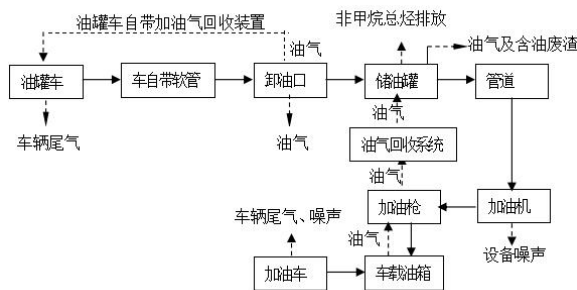 油罐车自带加油气回收装置
油气
非甲烷总烃排放
油气及含油废渣
油罐车
车自带软管
卸油口
储油罐
管道
车辆尾气
油气
油气
油气回收系统
油气
加油枪
加油机
车辆尾气、噪声
油气
设备噪声
加油车
车载油箱